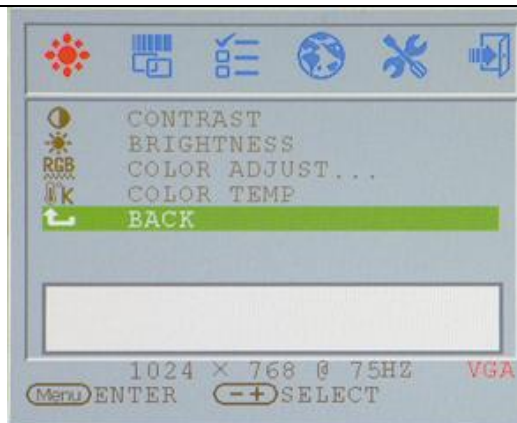 CONTRAST
BRIGHTNESS
RGB COLOR ADJUST...
K COLOR TEMP
BACK
1024 × 768 @ 75HZ VGA
Menu ENTER - + SELECT